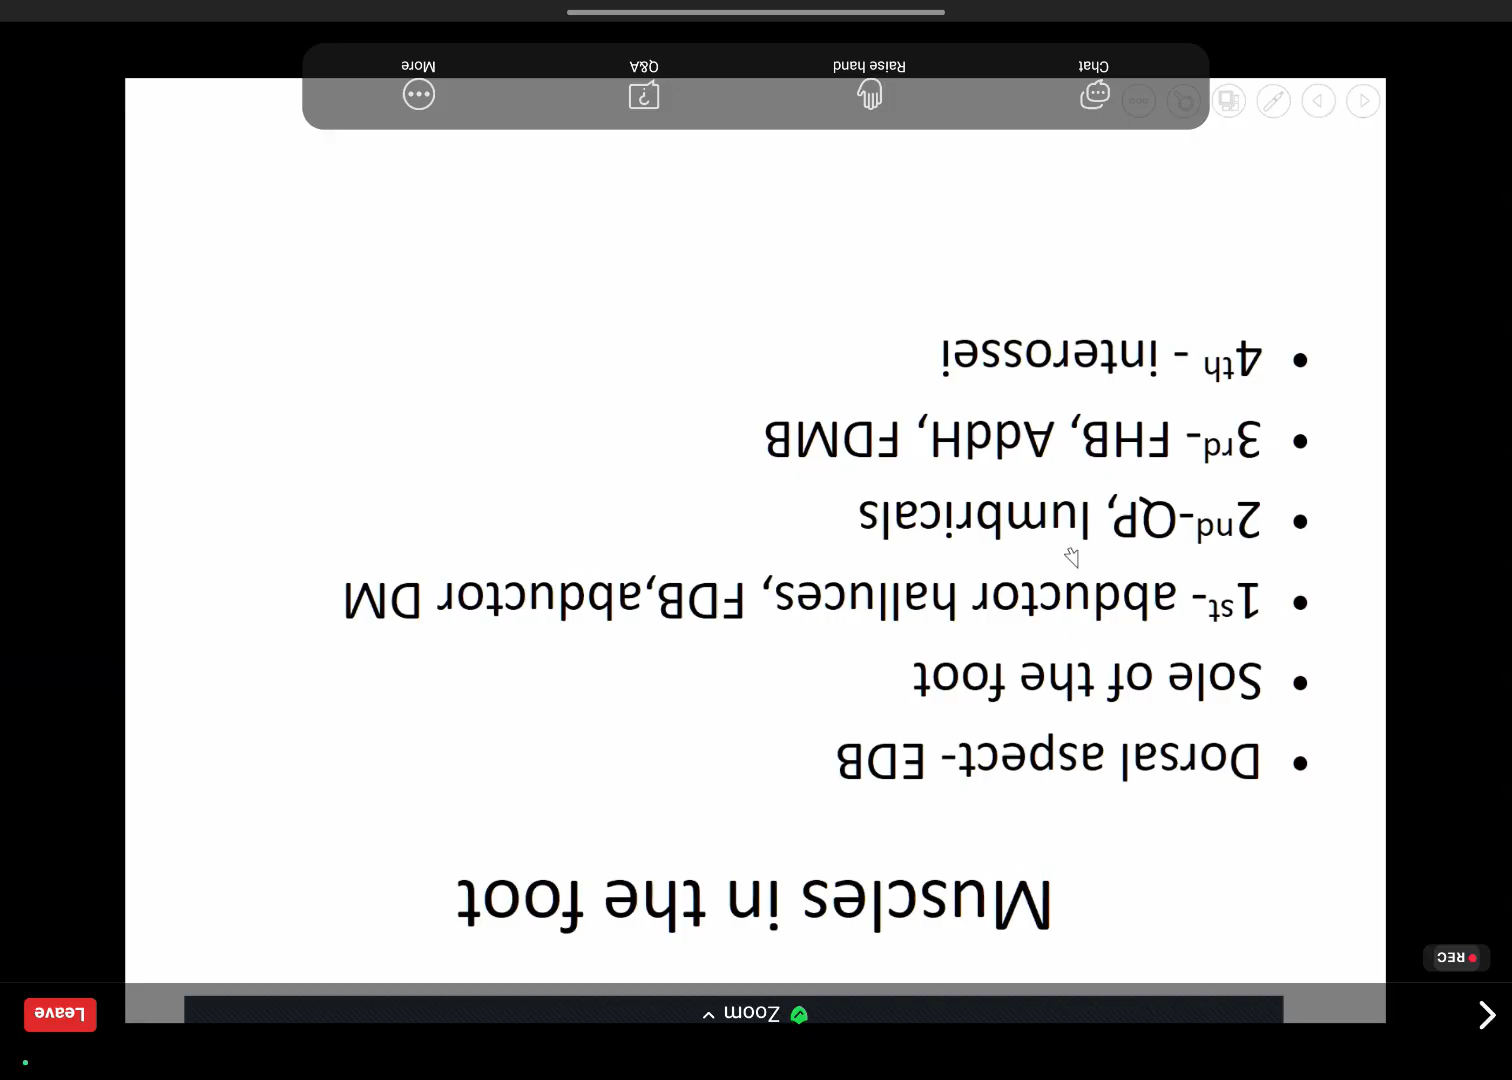 Zoom
Leave
REC
Muscles in the foot
• Dorsal aspect- EDB
• Sole of the foot
• 1st- abductor halluces, FDB,abductor DM
• 2nd-QP, lumbricals
• 3rd- FHB, AddH, FDMB
• 4th - interossei
Chat
Raise hand
Q&A
More